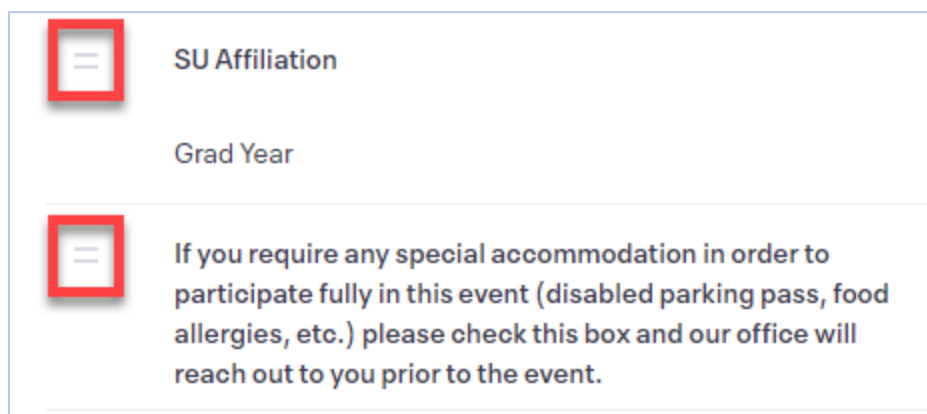 SU Affiliation
Grad Year
If you require any special accommodation in order to
participate fully in this event (disabled parking pass, food
allergies, etc.) please check this box and our office will
reach out to you prior to the event.